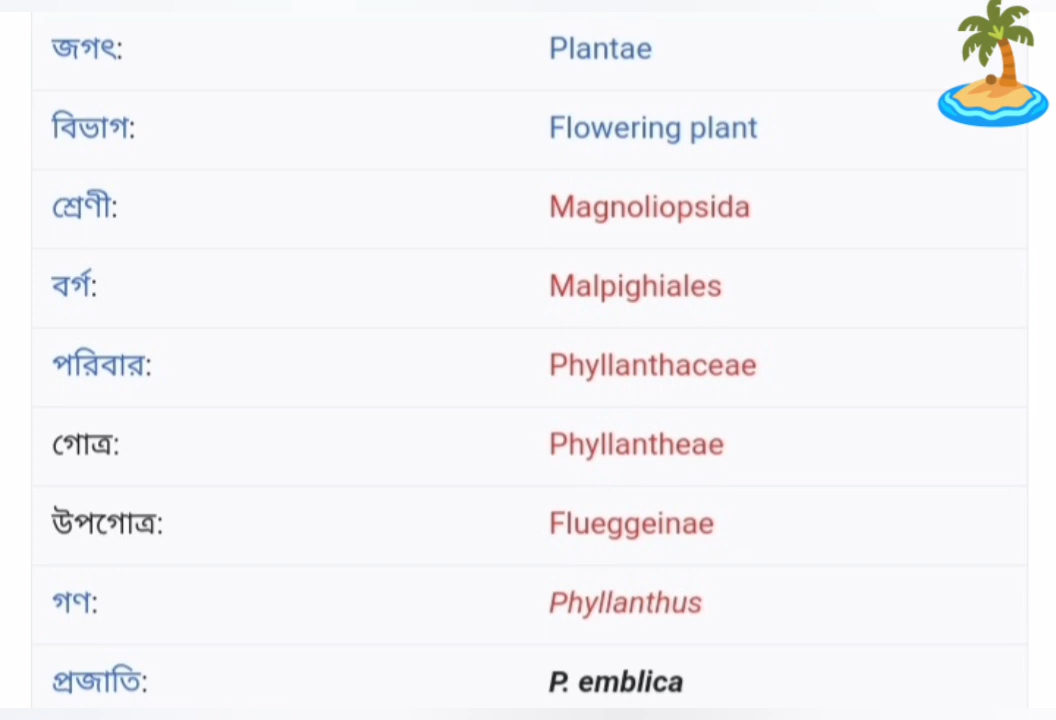 জগৎ: Plantae
বিভাগ: Flowering plant
শ্রেণী: Magnoliopsida
বর্গ: Malpighiales
পরিবার: Phyllanthaceae
গোত্র: Phyllantheae
উপগোত্র: Flueggeinae
গণ: Phyllanthus
প্রজাতি: P. emblica